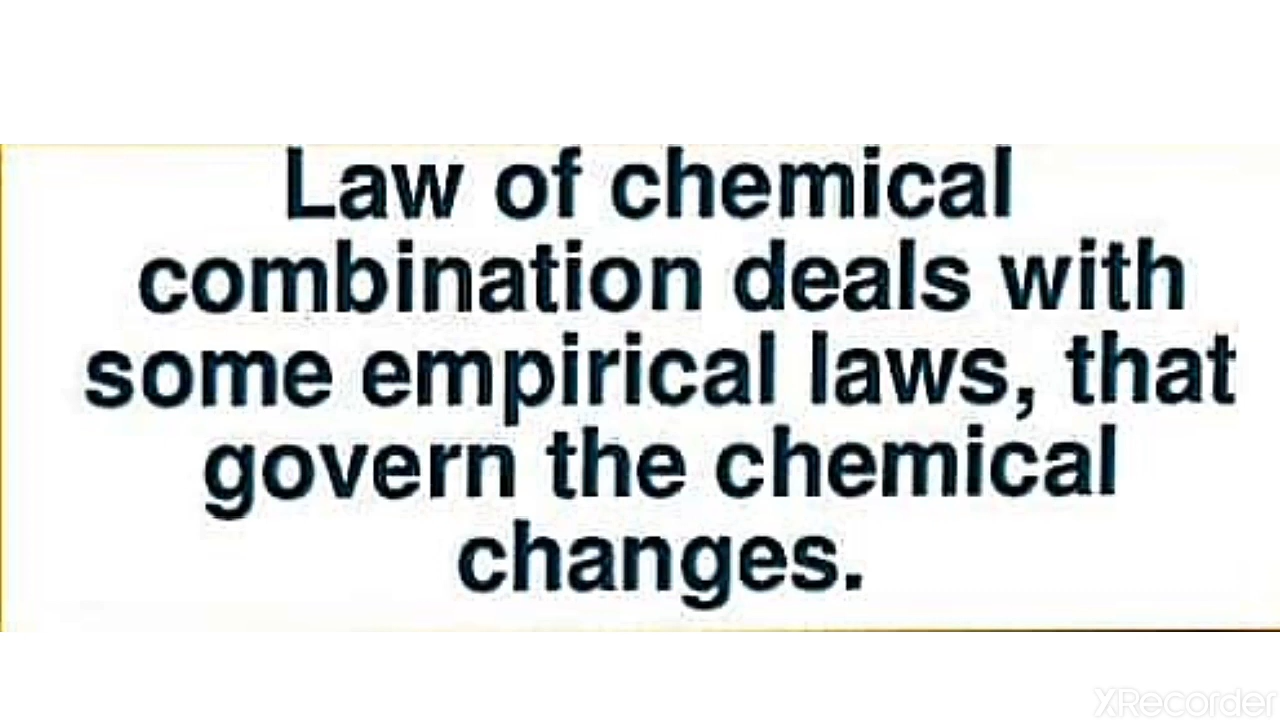 Law of chemical
combination deals with
some empirical laws, that
govern the chemical
changes.
XRecorder